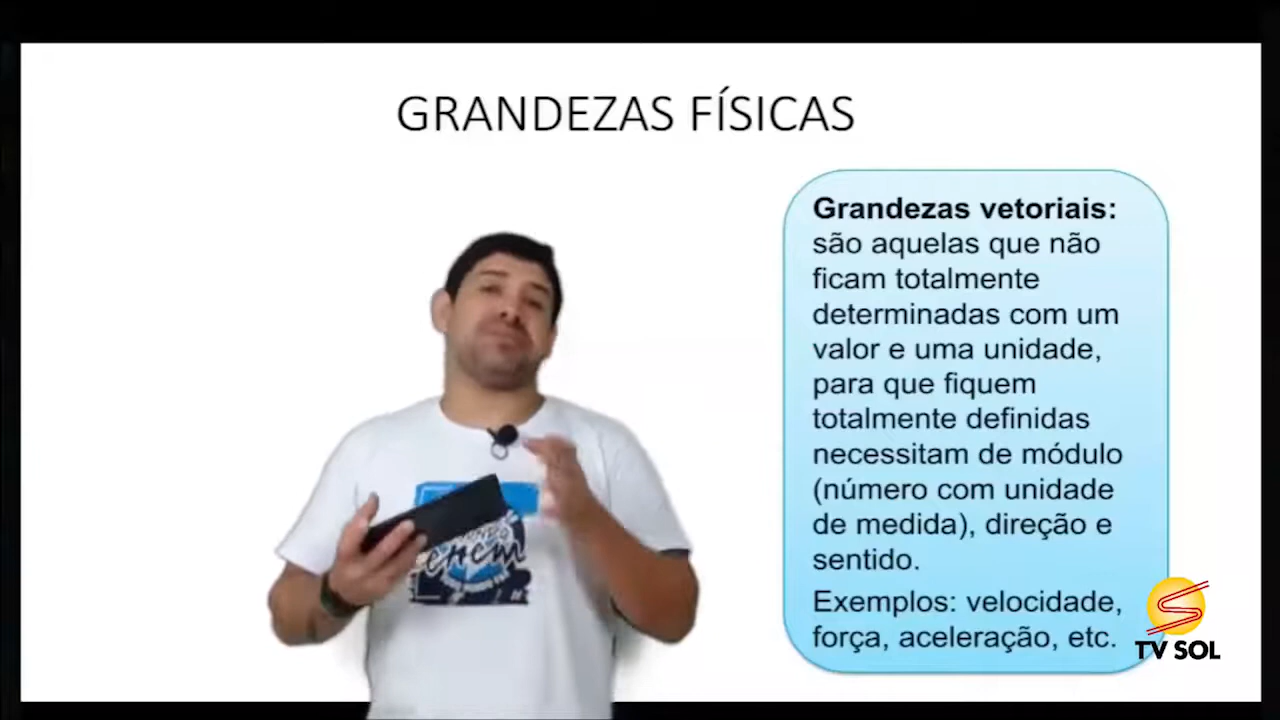 GRANDEZAS FÍSICAS
Grandezas vetoriais:
são aquelas que não
ficam totalmente
determinadas com um
valor e uma unidade,
para que fiquem
totalmente definidas
necessitam de módulo
(número com unidade
de medida), direção e
sentido.
Exemplos: velocidade,
força, aceleração, etc.
TV SOL
CHCM